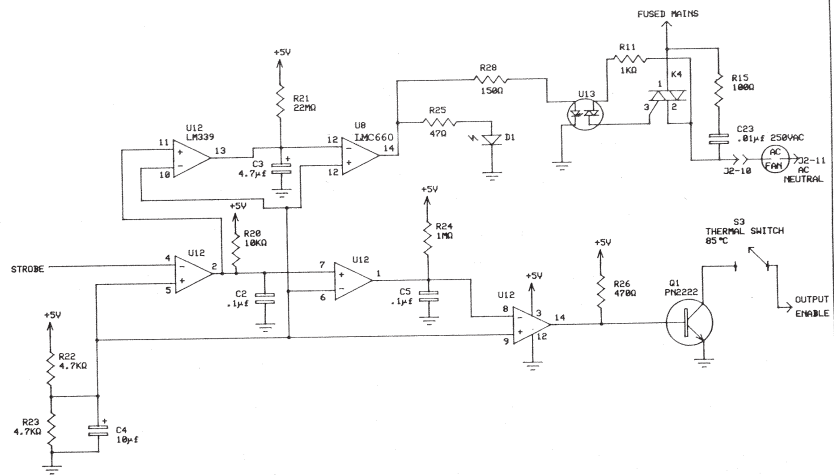 FUSED MAINS
+5V
R21
22MΩ
U12
LM339
11
+
-
10
13
C3
4.7µf
+
U8
LMC660
12
-
+
12
14
R28
150Ω
R25
47Ω
D1
U13
R11
1KΩ
K4
1
3
2
R15
100Ω
C23
.01µf 250VAC
J2-10
AC
FAN
J2-11
AC
NEUTRAL
STROBE
4
-
+
5
U12
2
+5V
R20
10KΩ
C2
.1µf
7
+
-
6
U12
1
+5V
R24
1MΩ
C5
.1µf
U12
8
-
+
9
+5V
3
12
14
+5V
R26
470Ω
Q1
PN2222
S3
THERMAL SWITCH
85°C
OUTPUT
ENABLE
+5V
R22
4.7KΩ
R23
4.7KΩ
+
C4
10µf